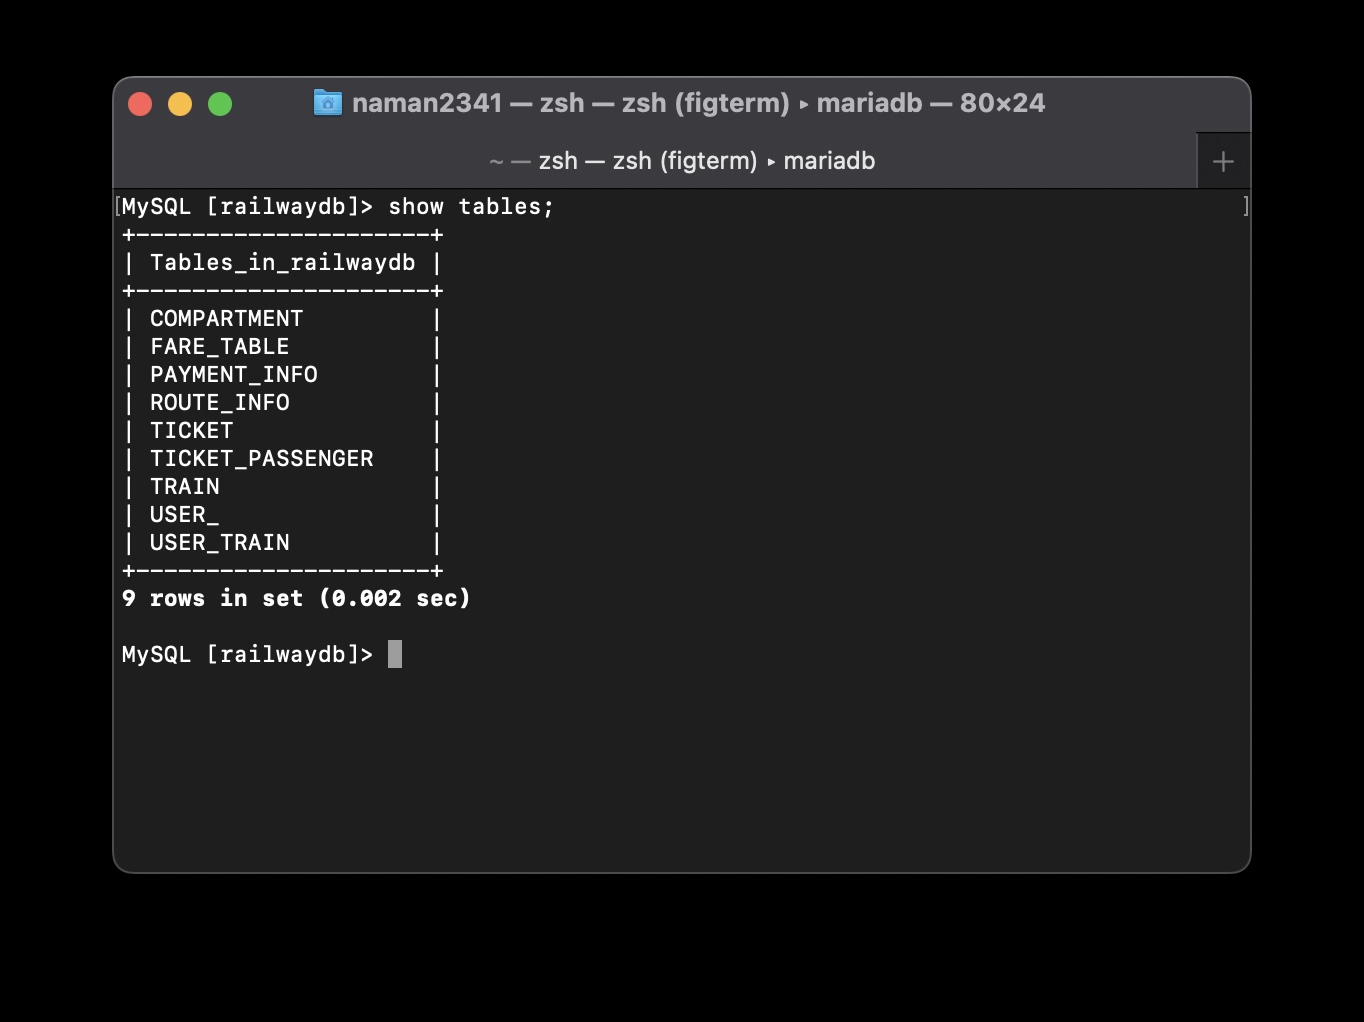 naman2341 — zsh — zsh (figterm) ▸ mariadb — 80×24
~ — zsh — zsh (figterm) ▸ mariadb
+
[MySQL [railwaydb]> show tables; ]
+---------------------+
| Tables_in_railwaydb |
+---------------------+
| COMPARTMENT         |
| FARE_TABLE          |
| PAYMENT_INFO        |
| ROUTE_INFO          |
| TICKET              |
| TICKET_PASSENGER    |
| TRAIN               |
| USER_               |
| USER_TRAIN          |
+---------------------+
9 rows in set (0.002 sec)
MySQL [railwaydb]>